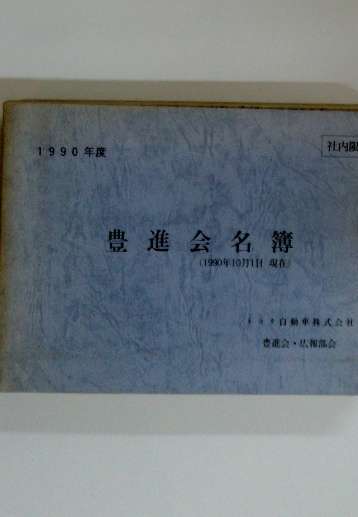 1990年度
社内限
豊進会名簿
(1990年10月1日 現在)
トヨタ自動車株式会社
豊進会・広報部会